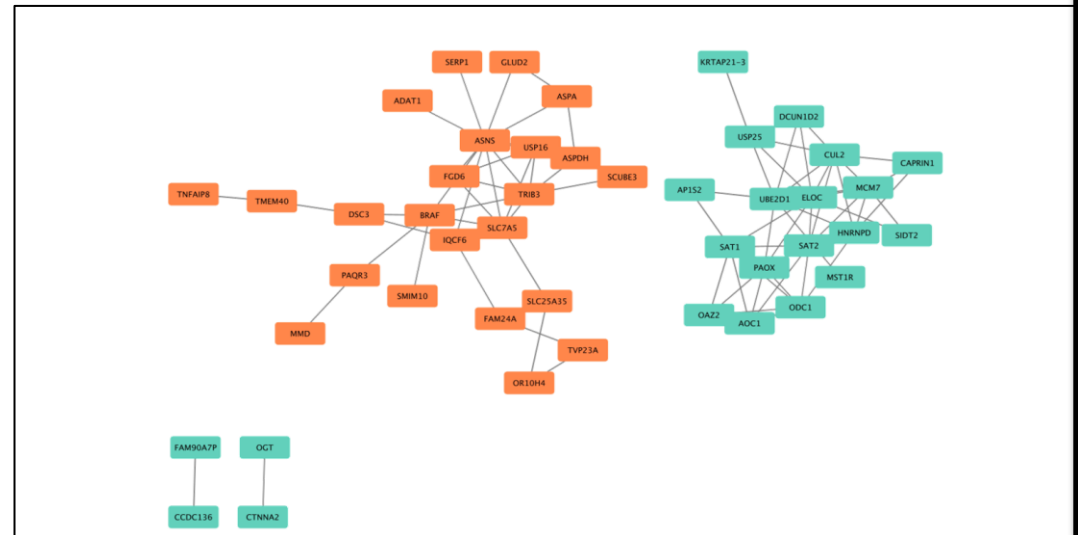 SERP1
GLUD2
KRTAP21-3
ADAT1
ASPA
DCUN1D2
ASNS
USP16
USP25
ASPDH
CUL2
CAPRIN1
FGD6
SCUBE3
TNFAIP8
TMEM40
TRIB3
AP1S2
UBE2D1
ELOC
MCM7
DSC3
BRAF
SLC7A5
IQCF6
HNRNPD
SIDT2
SAT1
SAT2
PAQR3
PAOX
MST1R
SMIM10
SLC25A35
FAM24A
OAZ2
AOC1
ODC1
MMD
TVP23A
OR10H4
FAM90A7P
OGT
CCDC136
CTNNA2